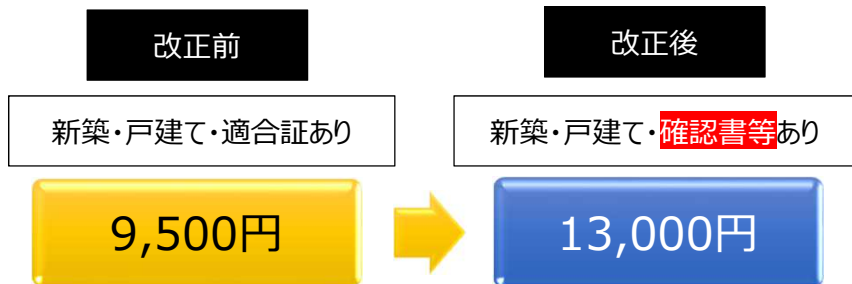 改正前
改正後
新築・戸建て・適合証あり
新築・戸建て・確認書等あり
9,500円
13,000円